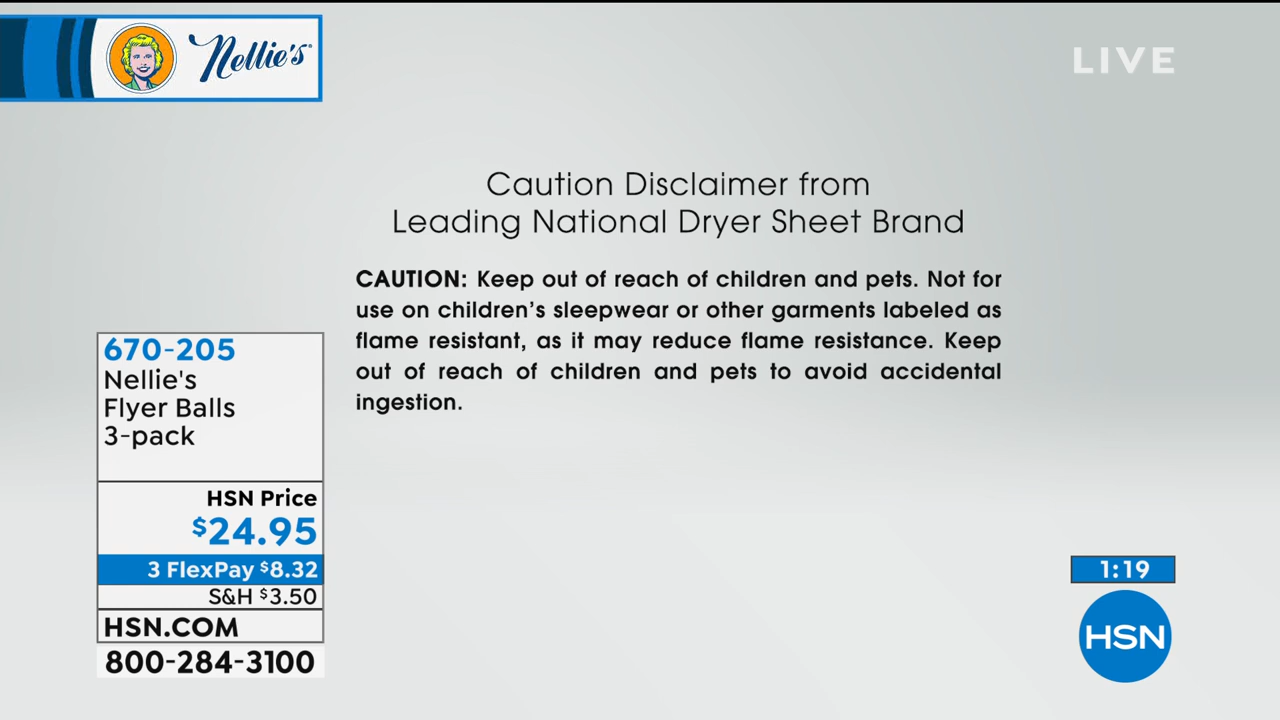 Nellie's®
LIVE
Caution Disclaimer from
Leading National Dryer Sheet Brand
CAUTION: Keep out of reach of children and pets. Not for
use on children's sleepwear or other garments labeled as
flame resistant, as it may reduce flame resistance. Keep
out of reach of children and pets to avoid accidental
ingestion.
670-205
Nellie's
Flyer Balls
3-pack
HSN Price
$24.95
3 FlexPay $8.32
S&H $3.50
HSN.COM
800-284-3100
1:19
HSN